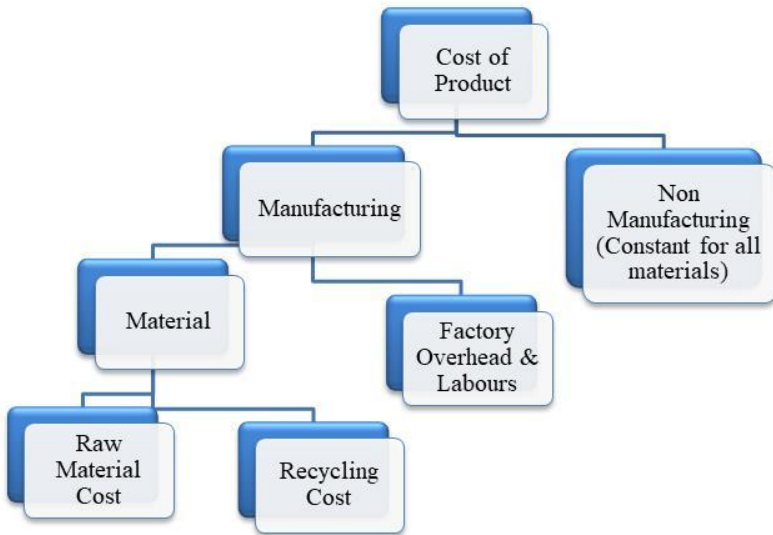 Cost of
Product
Manufacturing
Non
Manufacturing
(Constant for all
materials)
Material
Factory
Overhead &
Labours
Raw
Material
Cost
Recycling
Cost